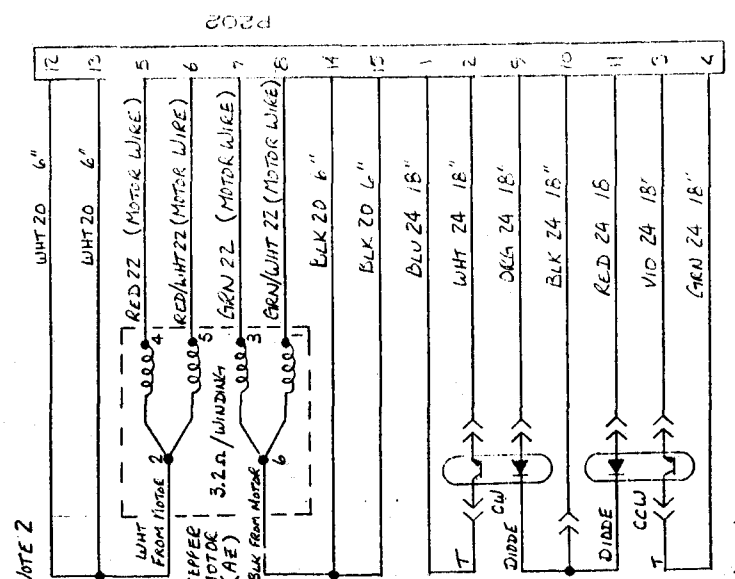 P202
12
13
5
6
7
8
14
15
1
2
9
10
11
3
4
WHT 20 6"
WHT 20 6"
RED 22 (MOTOR WIRE)
RED/WHT 22 (MOTOR WIRE)
GRN 22 (MOTOR WIRE)
GRN/WHT 22 (MOTOR WIRE)
BLK 20 6"
BLK 20 6"
BLU 24 18"
WHT 24 18"
ORG 24 18"
BLK 24 18"
RED 24 18
VIO 24 18"
GRN 24 18"
4
5
3
1
3.2Ω/WINDING
2
6
WHT
FROM MOTOR
BLK FROM MOTOR
MOTOR
(AZ)
2
T
CW
DIODE
DIODE
CCW
T